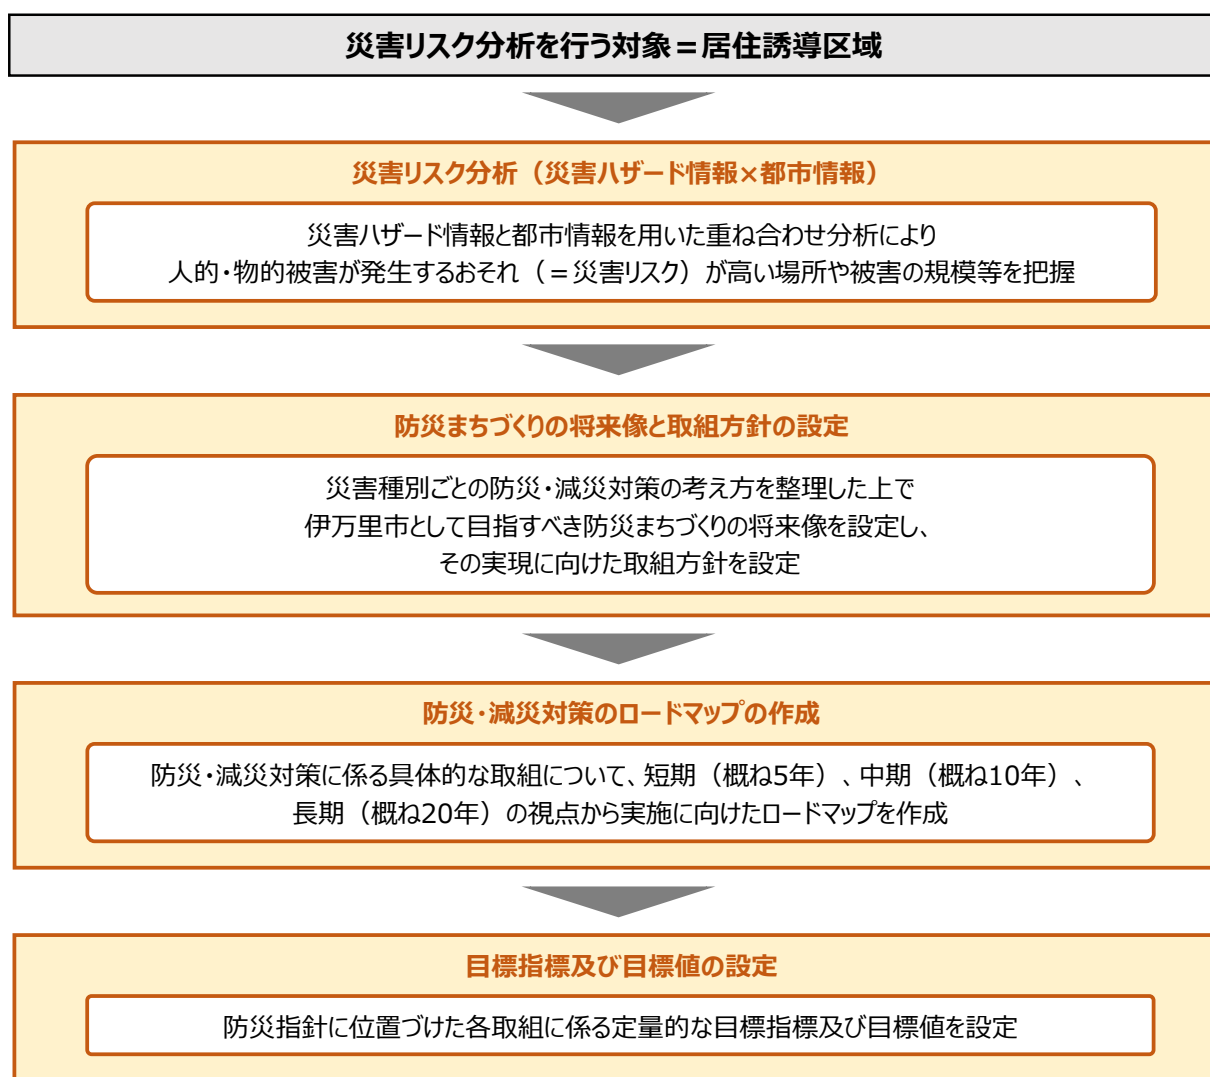 災害リスク分析を行う対象＝居住誘導区域
災害リスク分析（災害ハザード情報×都市情報）
災害ハザード情報と都市情報を用いた重ね合わせ分析により
人的・物的被害が発生するおそれ（＝災害リスク）が高い場所や被害の規模等を把握
防災まちづくりの将来像と取組方針の設定
災害種別ごとの防災・減災対策の考え方を整理した上で
伊万里市として目指すべき防災まちづくりの将来像を設定し、
その実現に向けた取組方針を設定
防災・減災対策のロードマップの作成
防災・減災対策に係る具体的な取組について、短期（概ね5年）、中期（概ね10年）、
長期（概ね20年）の視点から実施に向けたロードマップを作成
目標指標及び目標値の設定
防災指針に位置づけた各取組に係る定量的な目標指標及び目標値を設定